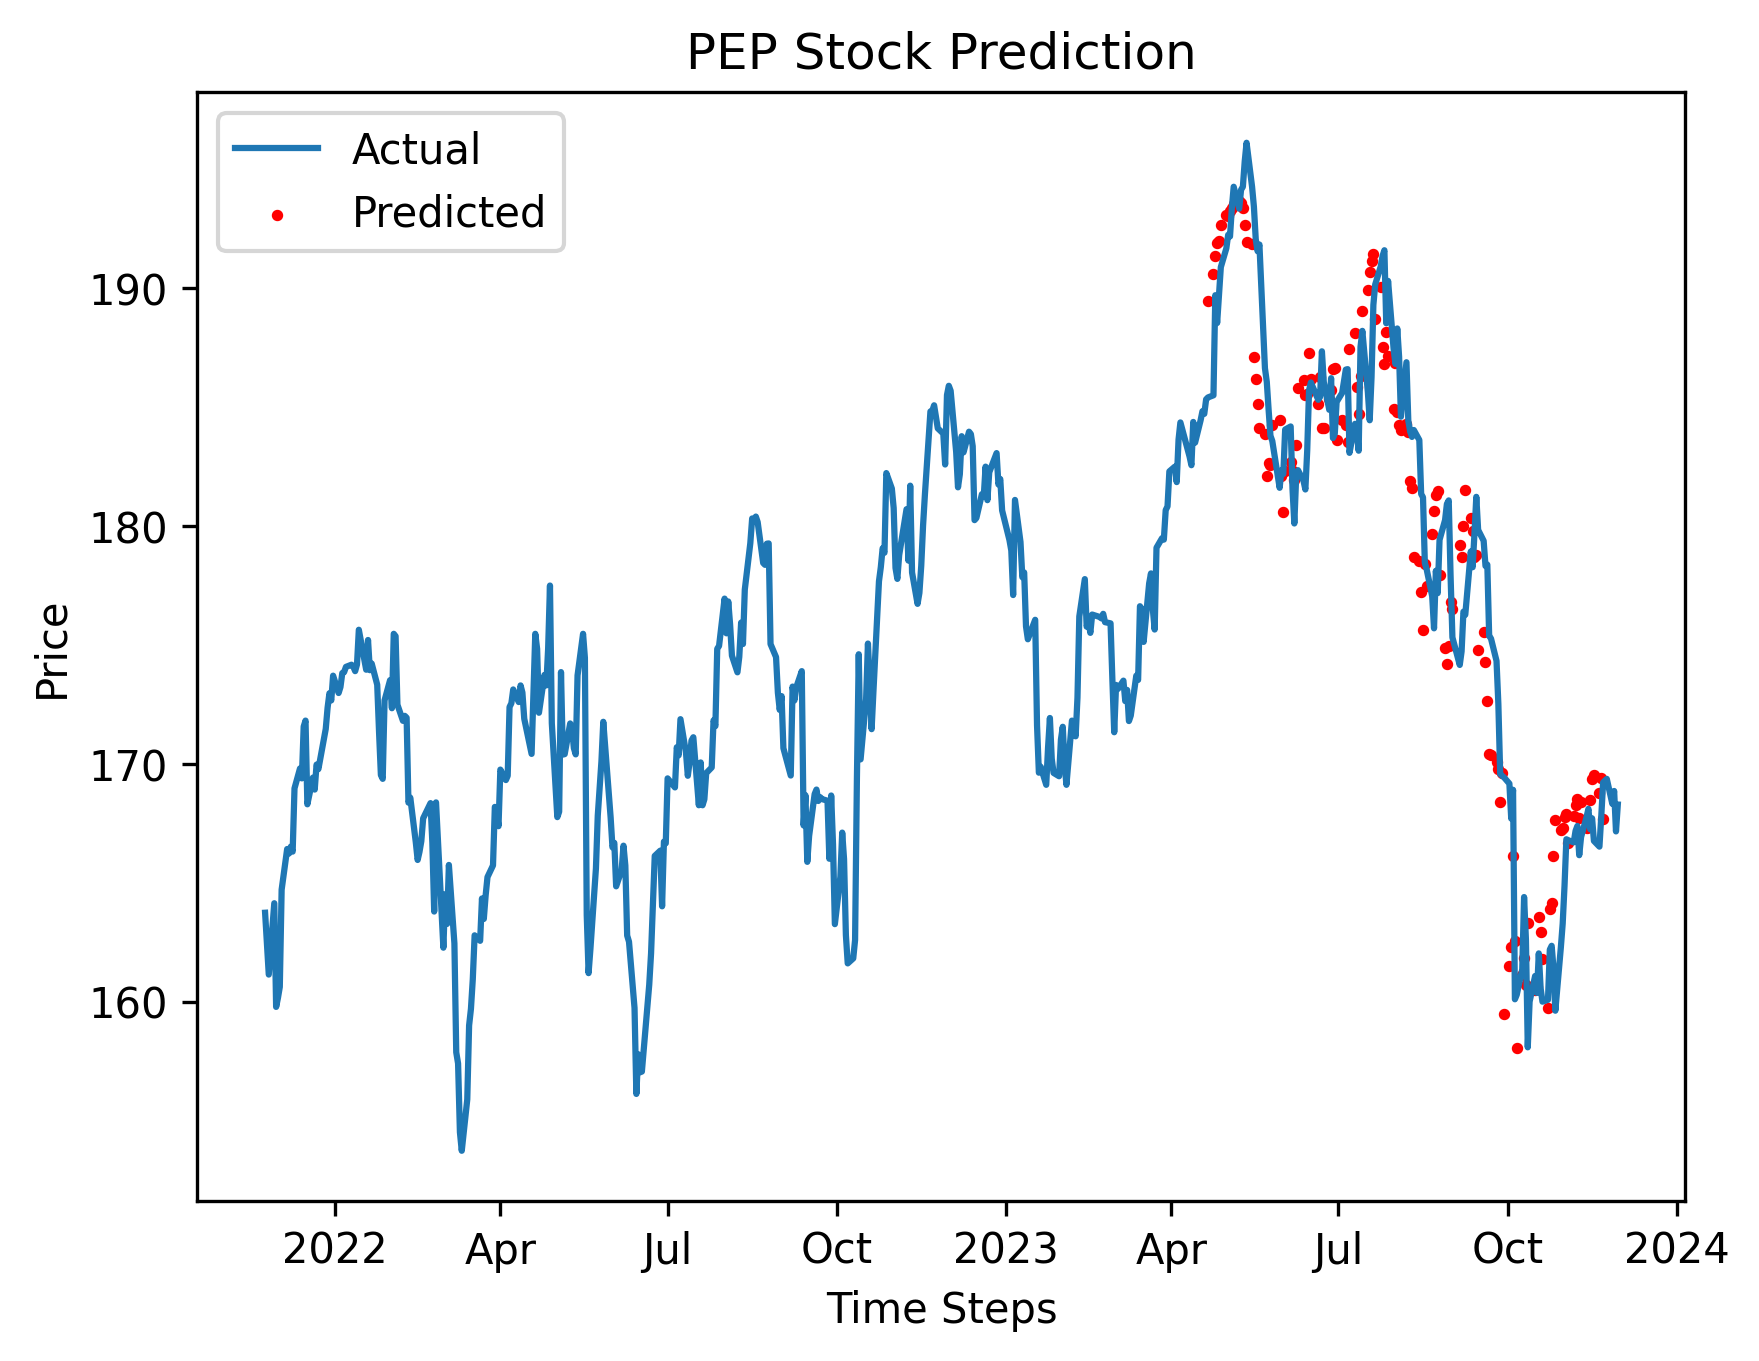 PEP Stock Prediction
Actual
Predicted
Price
190
180
170
160
2022
Apr
Jul
Oct
2023
Apr
Jul
Oct
2024
Time Steps